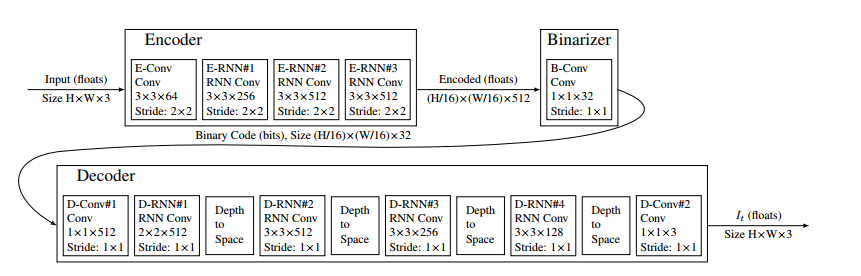 Encoder
Binarizer
Input (floats)
Size H×W×3
E-Conv
Conv
3×3×64
Stride: 2×2
E-RNN#1
RNN Conv
3×3×256
Stride: 2×2
E-RNN#2
RNN Conv
3×3×512
Stride: 2×2
E-RNN#3
RNN Conv
3×3×512
Stride: 2×2
Encoded (floats)
(H/16)×(W/16)×512
B-Conv
Conv
1×1×32
Stride: 1×1
Binary Code (bits), Size (H/16)×(W/16)×32
Decoder
D-Conv#1
Conv
1×1×512
Stride: 1×1
D-RNN#1
RNN Conv
2×2×512
Stride: 1×1
Depth
to
Space
D-RNN#2
RNN Conv
3×3×512
Stride: 1×1
Depth
to
Space
D-RNN#3
RNN Conv
3×3×256
Stride: 1×1
Depth
to
Space
D-RNN#4
RNN Conv
3×3×128
Stride: 1×1
Depth
to
Space
D-Conv#2
Conv
1×1×3
Stride: 1×1
It (floats)
Size H×W×3